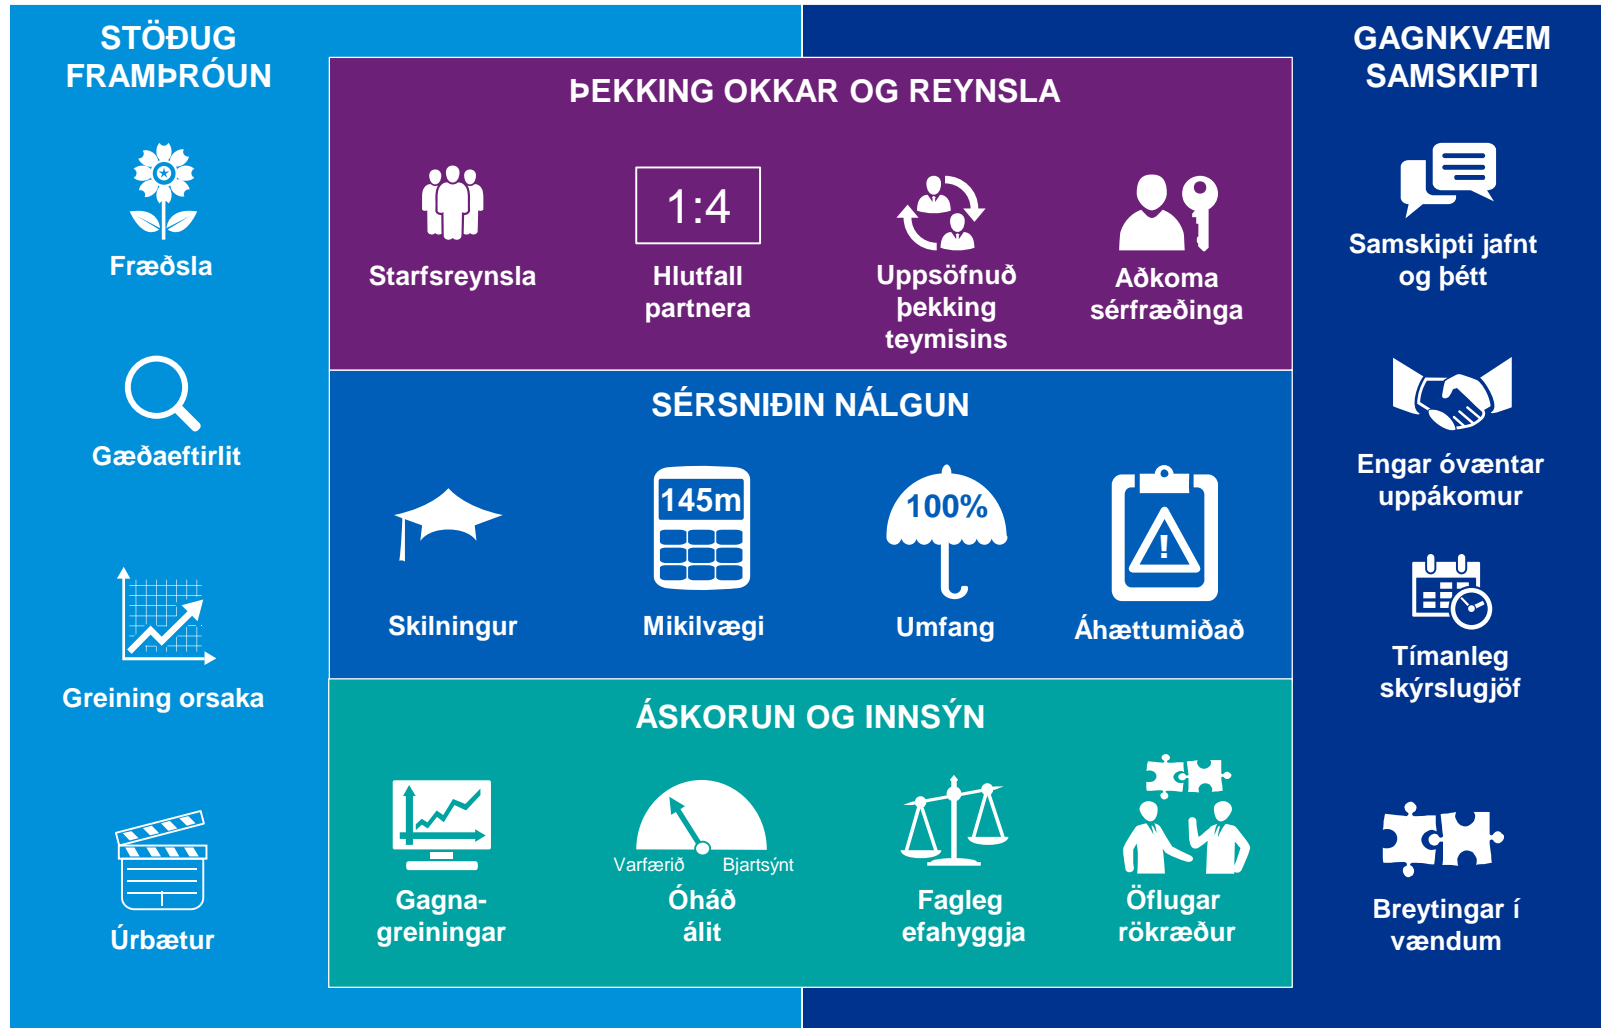 STÖÐUG
FRAMÞRÓUN
Fræðsla
Gæðaeftirlit
Greining orsaka
Úrbætur
ÞEKKING OKKAR OG REYNSLA
Starfsreynsla
1:4
Hlutfall
partnera
Uppsöfnuð
þekking
teymisins
Aðkoma
sérfræðinga
SÉRSNIÐIN NÁLGUN
Skilningur
145m
Mikilvægi
100%
Umfang
!
Áhættumiðað
ÁSKORUN OG INNSÝN
Gagna-
greiningar
Varfærið Bjartsýnt
Óháð
álit
Fagleg
efahyggja
Öflugar
rökræður
GAGNKVÆM
SAMSKIPTI
Samskipti jafnt
og þétt
Engar óvæntar
uppákomur
Tímanleg
skýrslugjöf
Breytingar í
vændum